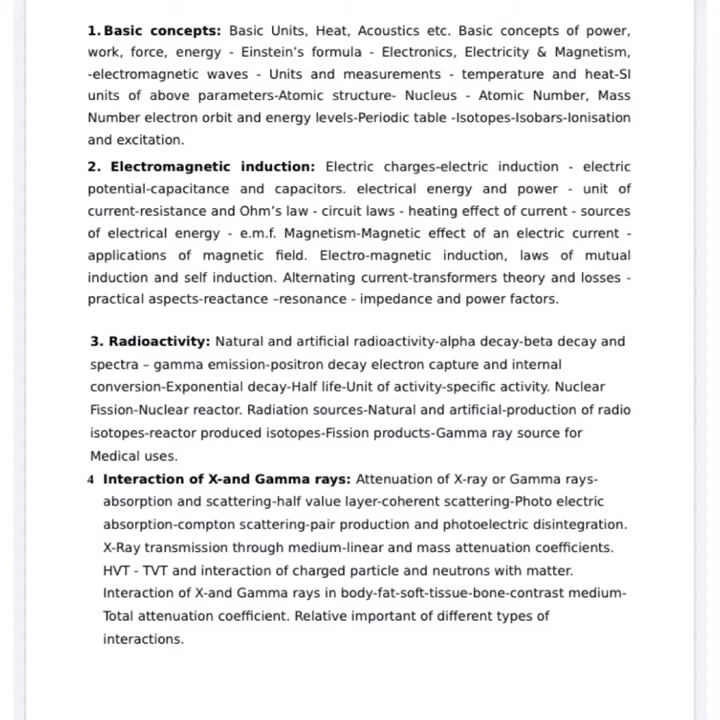 1. Basic concepts: Basic Units, Heat, Acoustics etc. Basic concepts of power,
work, force, energy - Einstein’s formula - Electronics, Electricity & Magnetism,
-electromagnetic waves - Units and measurements - temperature and heat-SI
units of above parameters-Atomic structure- Nucleus - Atomic Number, Mass
Number electron orbit and energy levels-Periodic table -Isotopes-Isobars-Ionisation
and excitation.
2. Electromagnetic induction: Electric charges-electric induction - electric
potential-capacitance and capacitors. electrical energy and power - unit of
current-resistance and Ohm’s law - circuit laws - heating effect of current - sources
of electrical energy - e.m.f. Magnetism-Magnetic effect of an electric current -
applications of magnetic field. Electro-magnetic induction, laws of mutual
induction and self induction. Alternating current-transformers theory and losses -
practical aspects-reactance –resonance - impedance and power factors.
3. Radioactivity: Natural and artificial radioactivity-alpha decay-beta decay and
spectra – gamma emission-positron decay electron capture and internal
conversion-Exponential decay-Half life-Unit of activity-specific activity. Nuclear
Fission-Nuclear reactor. Radiation sources-Natural and artificial-production of radio
isotopes-reactor produced isotopes-Fission products-Gamma ray source for
Medical uses.
4 Interaction of X-and Gamma rays: Attenuation of X-ray or Gamma rays-
absorption and scattering-half value layer-coherent scattering-Photo electric
absorption-compton scattering-pair production and photoelectric disintegration.
X-Ray transmission through medium-linear and mass attenuation coefficients.
HVT - TVT and interaction of charged particle and neutrons with matter.
Interaction of X-and Gamma rays in body-fat-soft-tissue-bone-contrast medium-
Total attenuation coefficient. Relative important of different types of
interactions.